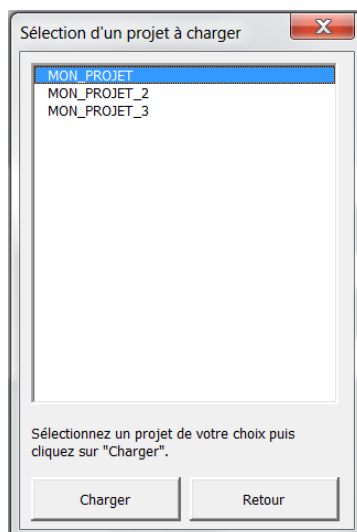 Sélection d'un projet à charger
MON_PROJET
MON_PROJET_2
MON_PROJET_3
Sélectionnez un projet de votre choix puis
cliquez sur "Charger".
Charger
Retour